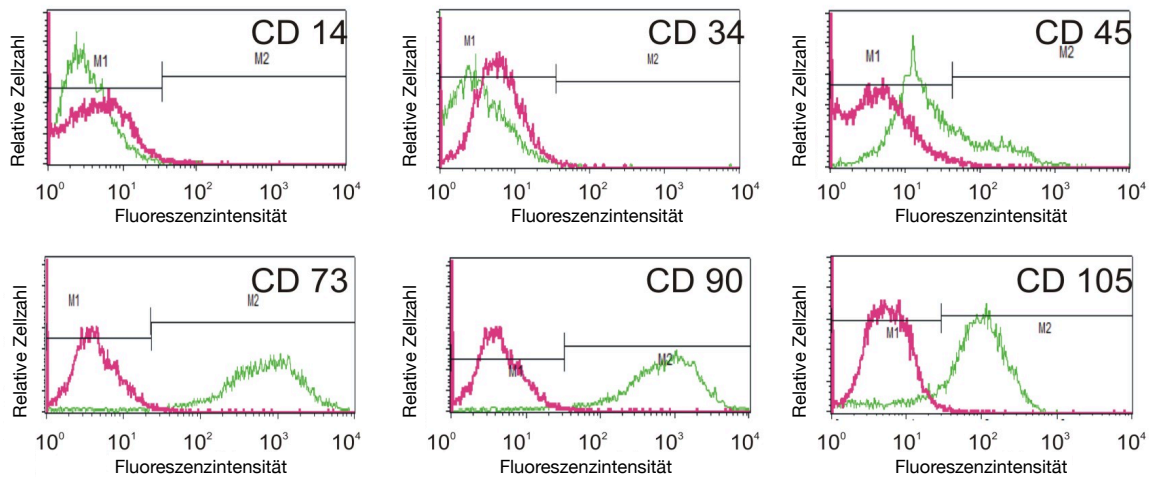 CD 14
M1
M2
Relative Zellzahl
10⁰ 10¹ 10² 10³ 10⁴
Fluoreszenzintensität
CD 34
M1
M2
Relative Zellzahl
10⁰ 10¹ 10² 10³ 10⁴
Fluoreszenzintensität
CD 45
M1
M2
Relative Zellzahl
10⁰ 10¹ 10² 10³ 10⁴
Fluoreszenzintensität
CD 73
M1
M2
Relative Zellzahl
10⁰ 10¹ 10² 10³ 10⁴
Fluoreszenzintensität
CD 90
M1
M2
Relative Zellzahl
10⁰ 10¹ 10² 10³ 10⁴
Fluoreszenzintensität
CD 105
M1
M2
Relative Zellzahl
10⁰ 10¹ 10² 10³ 10⁴
Fluoreszenzintensität